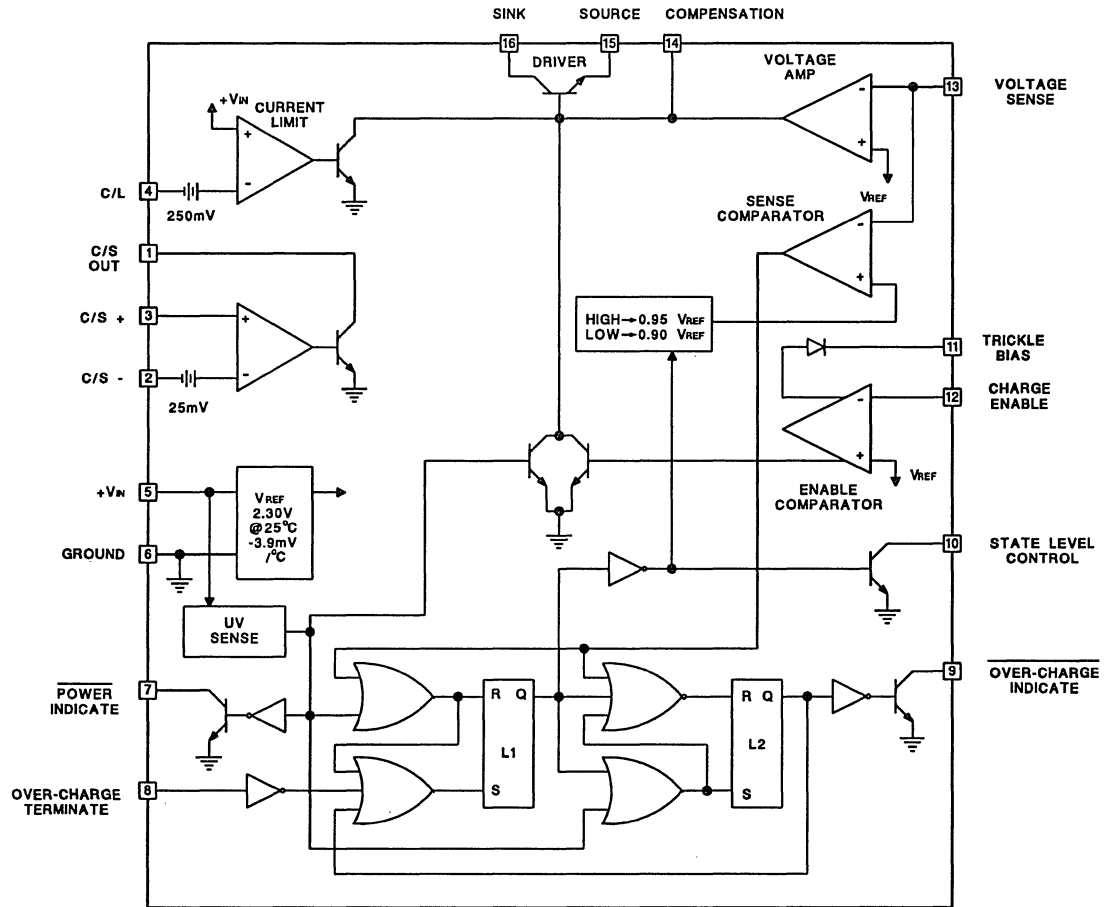 SINK SOURCE COMPENSATION
16 15 14
DRIVER
VOLTAGE
AMP
-
+
VREF
13
VOLTAGE
SENSE
+VIN
CURRENT
LIMIT
+
-
C/L
4
250mV
SENSE
COMPARATOR
-
+
C/S
OUT
1
C/S +
3
+
C/S -
2
-
25mV
HIGH→0.95 VREF
LOW→0.90 VREF
11
TRICKLE
BIAS
12
CHARGE
ENABLE
-
+
VREF
ENABLE
COMPARATOR
+VIN
5
VREF
2.30V
@25°C
-3.9mV
/°C
GROUND
6
UV
SENSE
10
STATE LEVEL
CONTROL
POWER
INDICATE
7
R Q
L1
S
R Q
L2
S
9
OVER-CHARGE
INDICATE
OVER-CHARGE
TERMINATE
8